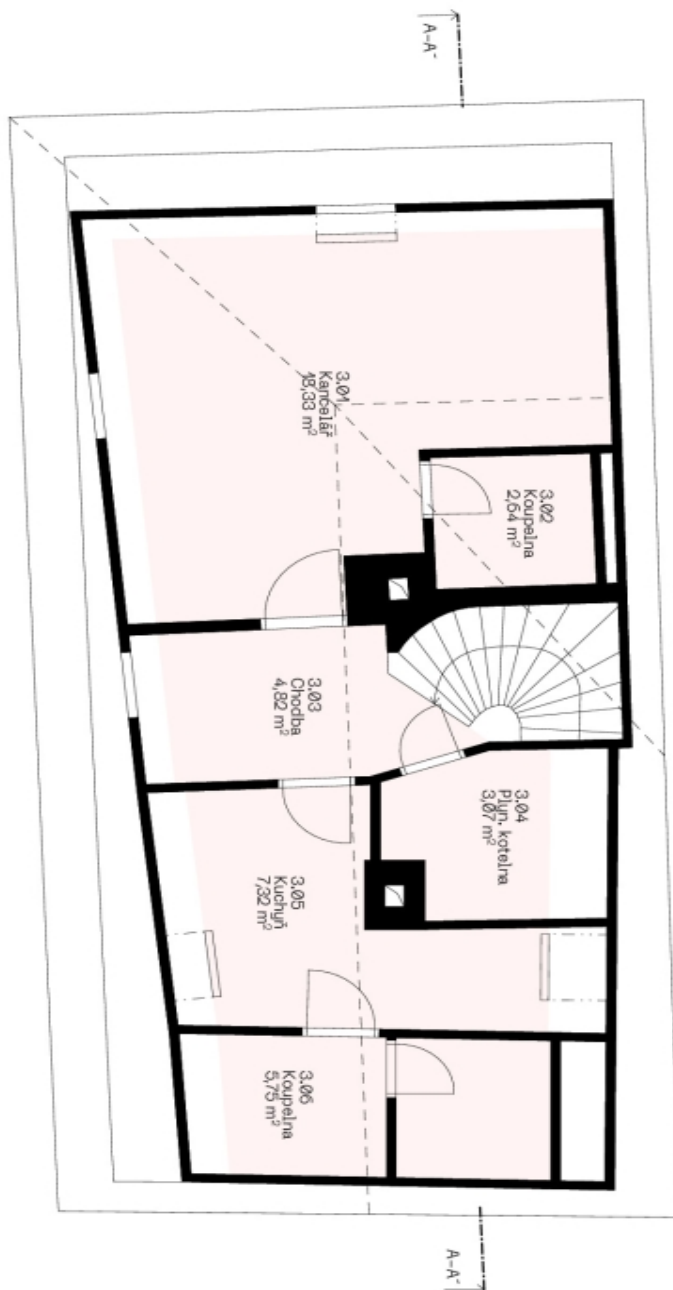 A-A'
3.01
Kancelář
18,33 m²
3.02
Koupelna
2,54 m²
3.03
Chodba
4,82 m²
3.04
Plyn. kotelna
3,07 m²
3.05
Kuchyň
7,32 m²
3.06
Koupelna
5,75 m²
A-A'